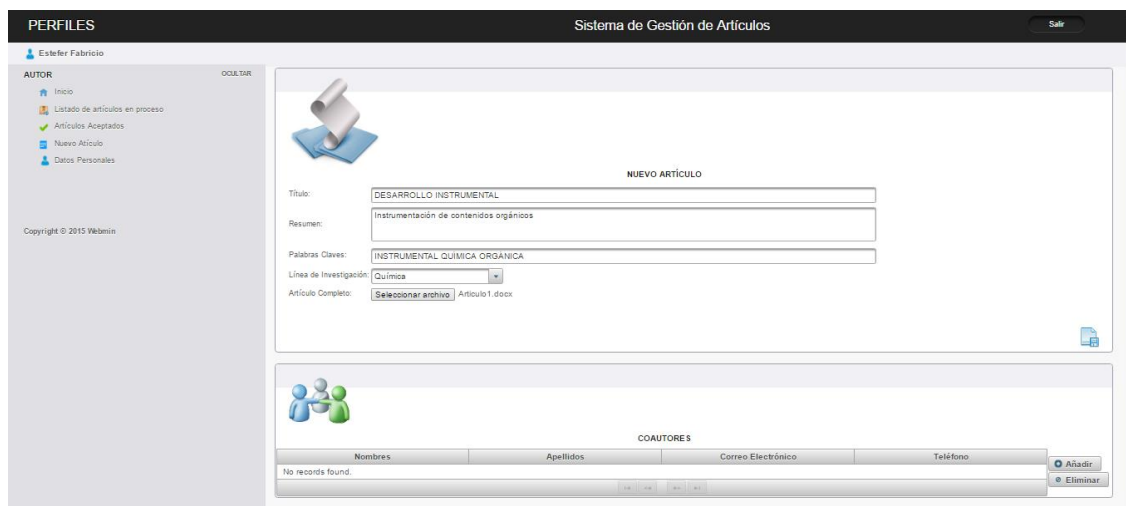 PERFILES Sistema de Gestión de Artículos Salir
Estefer Fabricio
AUTOR OCULTAR
Inicio
Listado de artículos en proceso
Artículos Aceptados
Nuevo Atículo
Datos Personales
Copyright © 2015 Webmin
NUEVO ARTÍCULO
Título: DESARROLLO INSTRUMENTAL
Resumen: Instrumentación de contenidos orgánicos
Palabras Claves: INSTRUMENTAL QUIMICA ORGANICA
Línea de Investigación: Química
Artículo Completo: Seleccionar archivo Articulo1.docx
COAUTORES
Nombres Apellidos Correo Electrónico Teléfono
No records found.
Añadir
Eliminar